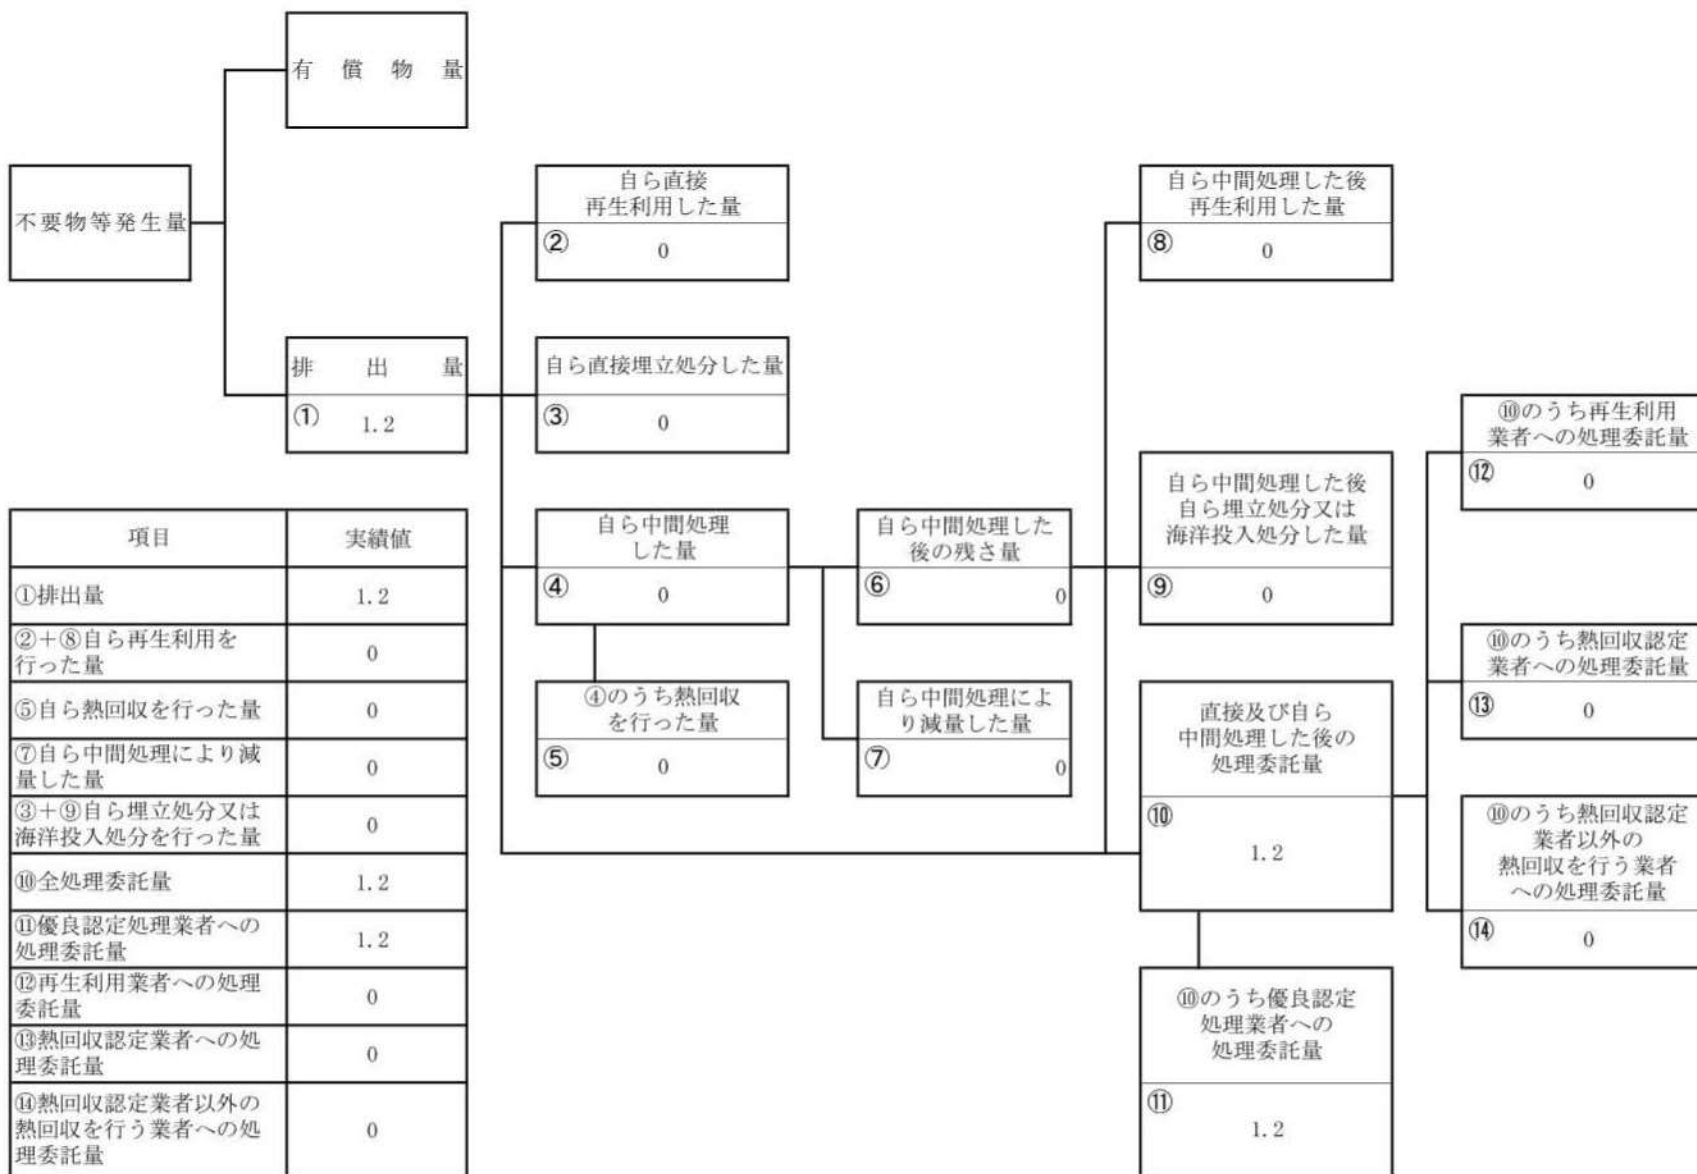 有償物量
不要物等発生量
排出量
① 1.2
自ら直接
再生利用した量
② 0
自ら直接埋立処分した量
③ 0
自ら中間処理
した量
④ 0
④のうち熱回収
を行った量
⑤ 0
自ら中間処理した
後の残さ量
⑥ 0
自ら中間処理によ
り減量した量
⑦ 0
自ら中間処理した後
再生利用した量
⑧ 0
自ら中間処理した後
自ら埋立処分又は
海洋投入処分した量
⑨ 0
直接及び自ら
中間処理した後の
処理委託量
⑩
1.2
⑩のうち優良認定
処理業者への
処理委託量
⑪
1.2
⑩のうち再生利用
業者への処理委託量
⑫ 0
⑩のうち熱回収認定
業者への処理委託量
⑬ 0
⑩のうち熱回収認定
業者以外の
熱回収を行う業者
への処理委託量
⑭ 0
項目 実績値
①排出量 1.2
②+⑧自ら再生利用を
行った量 0
⑤自ら熱回収を行った量 0
⑦自ら中間処理により減
量した量 0
③+⑨自ら埋立処分又は
海洋投入処分を行った量 0
⑩全処理委託量 1.2
⑪優良認定処理業者への
処理委託量 1.2
⑫再生利用業者への処理
委託量 0
⑬熱回収認定業者への処
理委託量 0
⑭熱回収認定業者以外の
熱回収を行う業者への処
理委託量 0